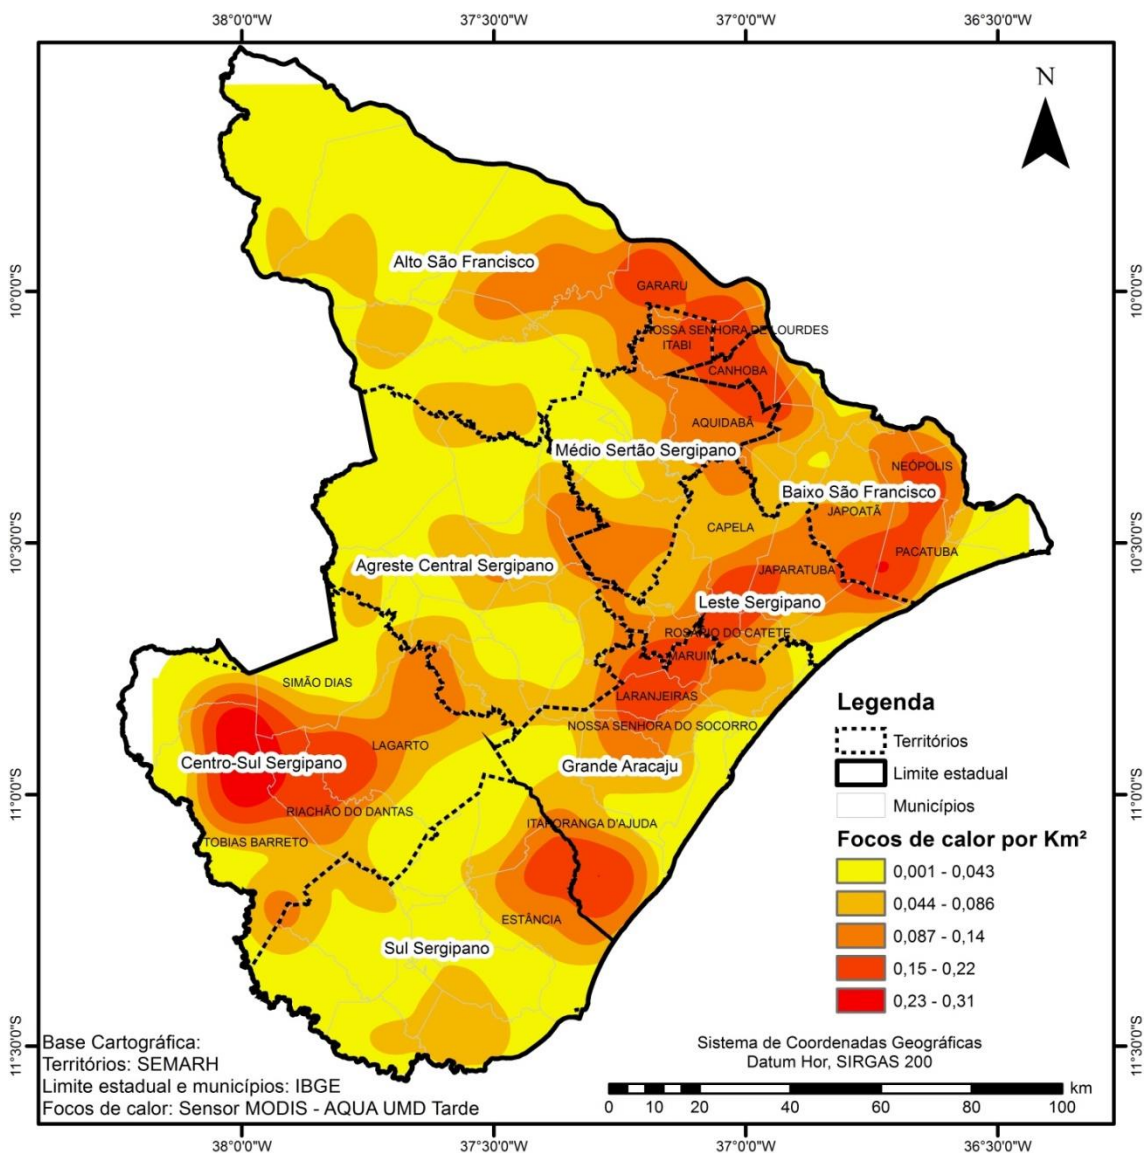 38°0'0"W
37°30'0"W
37°0'0"W
36°30'0"W
N
10°0'0"S
10°0'0"S
Alto São Francisco
GARARU
NOSSA SENHORA DE LOURDES
ITABI
CANHOBA
AQUIDABÃ
Médio Sertão Sergipano
NEÓPOLIS
Baixo São Francisco
JAPOATÃ
CAPELA
10°30'0"S
10°30'0"S
PACATUBA
Agreste Central Sergipano
JAPARATUBA
Leste Sergipano
ROSÁRIO DO CATETE
MARUIM
SIMÃO DIAS
LARANJEIRAS
NOSSA SENHORA DO SOCORRO
LAGARTO
Centro-Sul Sergipano
Grande Aracaju
11°0'0"S
11°0'0"S
RIACHÃO DO DANTAS
ITAPORANGA D'AJUDA
TOBIAS BARRETO
ESTÂNCIA
Sul Sergipano
Legenda
Territórios
Limite estadual
Municípios
Focos de calor por Km²
0,001 - 0,043
0,044 - 0,086
0,087 - 0,14
0,15 - 0,22
0,23 - 0,31
11°30'0"S
11°30'0"S
Base Cartográfica:
Territórios: SEMARH
Limite estadual e municípios: IBGE
Focos de calor: Sensor MODIS - AQUA UMD Tarde
Sistema de Coordenadas Geográficas
Datum Hor, SIRGAS 200
km
0 10 20 40 60 80 100
38°0'0"W
37°30'0"W
37°0'0"W
36°30'0"W